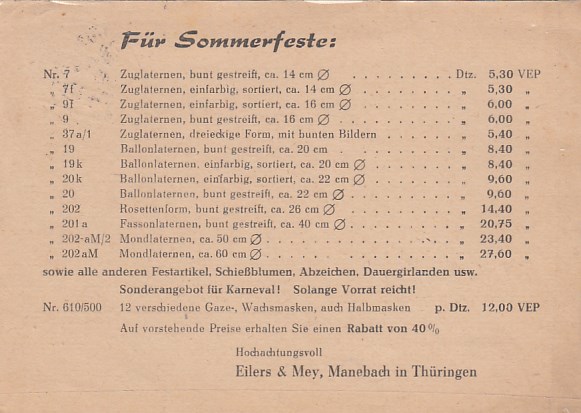 Für Sommerfeste:
Nr. 7 Zuglaternen, bunt gestreift, ca. 14 cm ∅ . . . . . . . . . Dtz. 5,30 VEP
„ 7f Zuglaternen, einfarbig, sortiert, ca. 14 cm ∅ . . . . . . . „ 5,30 „
„ 9f Zuglaternen, einfarbig, sortiert, ca. 16 cm ∅ . . . . . . . „ 6,00 „
„ 9 Zuglaternen, bunt gestreift, ca. 16 cm ∅ . . . . . . . . . „ 6,00 „
„ 37a/1 Zuglaternen, dreieckige Form, mit bunten Bildern . . . . . „ 5,40 „
„ 19 Ballonlaternen, bunt gestreift, ca. 20 cm . . . . . . . . . „ 8,40 „
„ 19k Ballonlaternen. einfarbig, sortiert, ca. 20 cm ∅ . . . . . . „ 8,40 „
„ 20k Ballonlaternen, einfarbig, sortiert, ca. 22 cm ∅ . . . . . . „ 9,60 „
„ 20 Ballonlaternen, bunt gestreift, ca. 22 cm ∅ . . . . . . . . „ 9,60 „
„ 202 Rosettenform, bunt gestreift, ca. 26 cm ∅ . . . . . . . . „ 14,40 „
„ 201a Fassonlaternen, bunt gestreift, ca. 40 cm ∅ . . . . . . . „ 20,75 „
„ 202-aM/2 Mondlaternen, ca. 50 cm ∅ . . . . . . . . . . . . . „ 23,40 „
„ 202aM Mondlaternen, ca. 60 cm ∅ . . . . . . . . . . . . . „ 27,60 „
sowie alle anderen Festartikel, Schießblumen, Abzeichen, Dauergirlanden usw.
Sonderangebot für Karneval! Solange Vorrat reicht!
Nr. 610/500 12 verschiedene Gaze-, Wachsmasken, auch Halbmasken p. Dtz. 12,00 VEP
Auf vorstehende Preise erhalten Sie einen Rabatt von 40%
Hochachtungsvoll
Eilers & Mey, Manebach in Thüringen